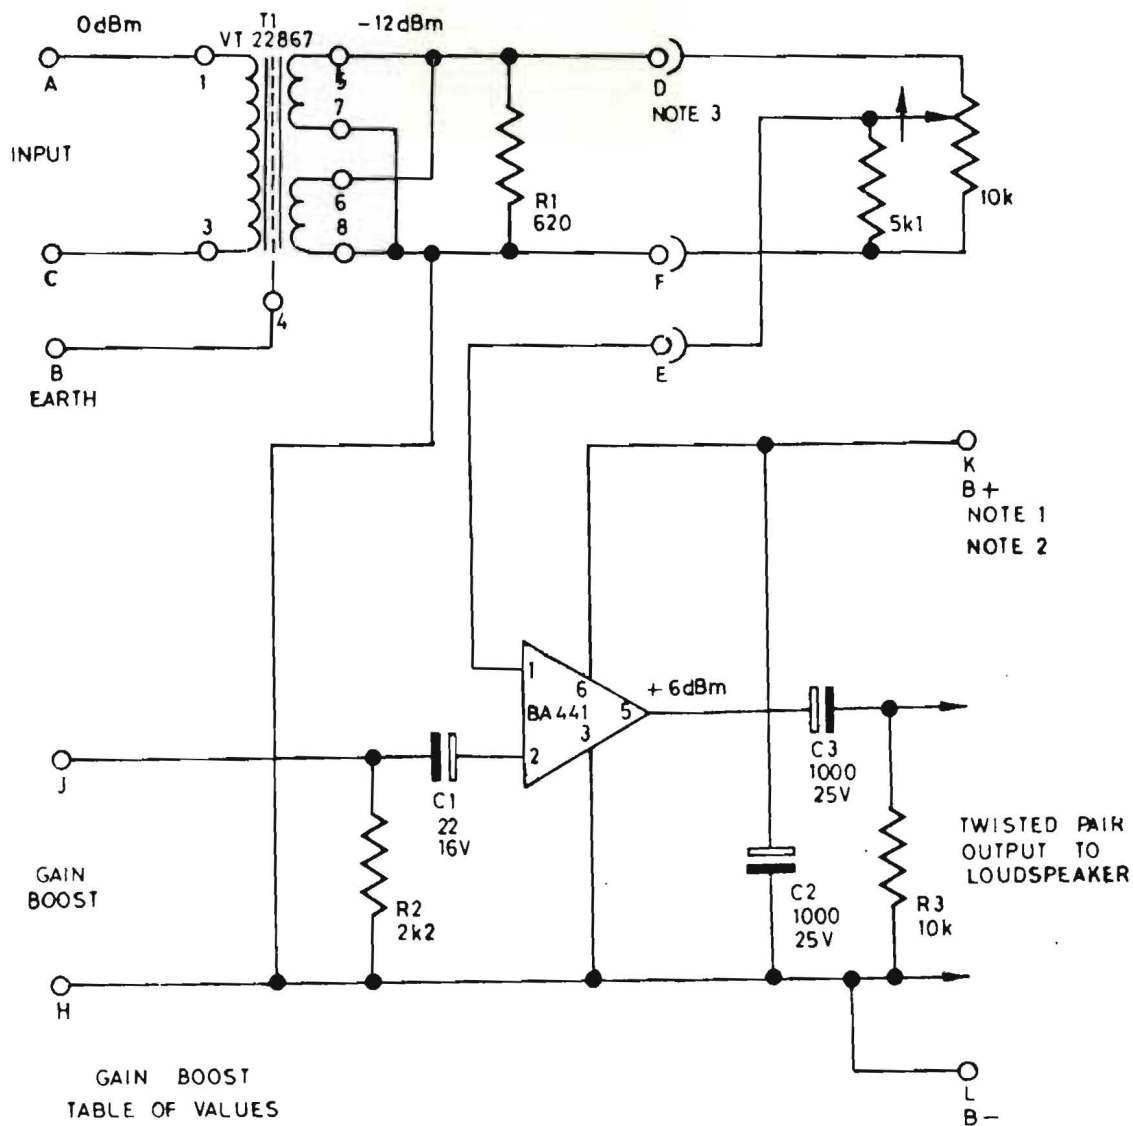 0dBm
T1
VT 22867
-12dBm
A
1
5
7
6
8
D
NOTE 3
INPUT
R1
620
5k1
10k
3
C
F
4
B
EARTH
E
K
B+
NOTE 1
NOTE 2
1
6
+6dBm
BA441
5
3
2
J
C1
22
16V
C3
1000
25V
GAIN
BOOST
R2
2k2
C2
1000
25V
R3
10k
TWISTED PAIR
OUTPUT TO
LOUDSPEAKER
H
GAIN BOOST
TABLE OF VALUES
L
B-